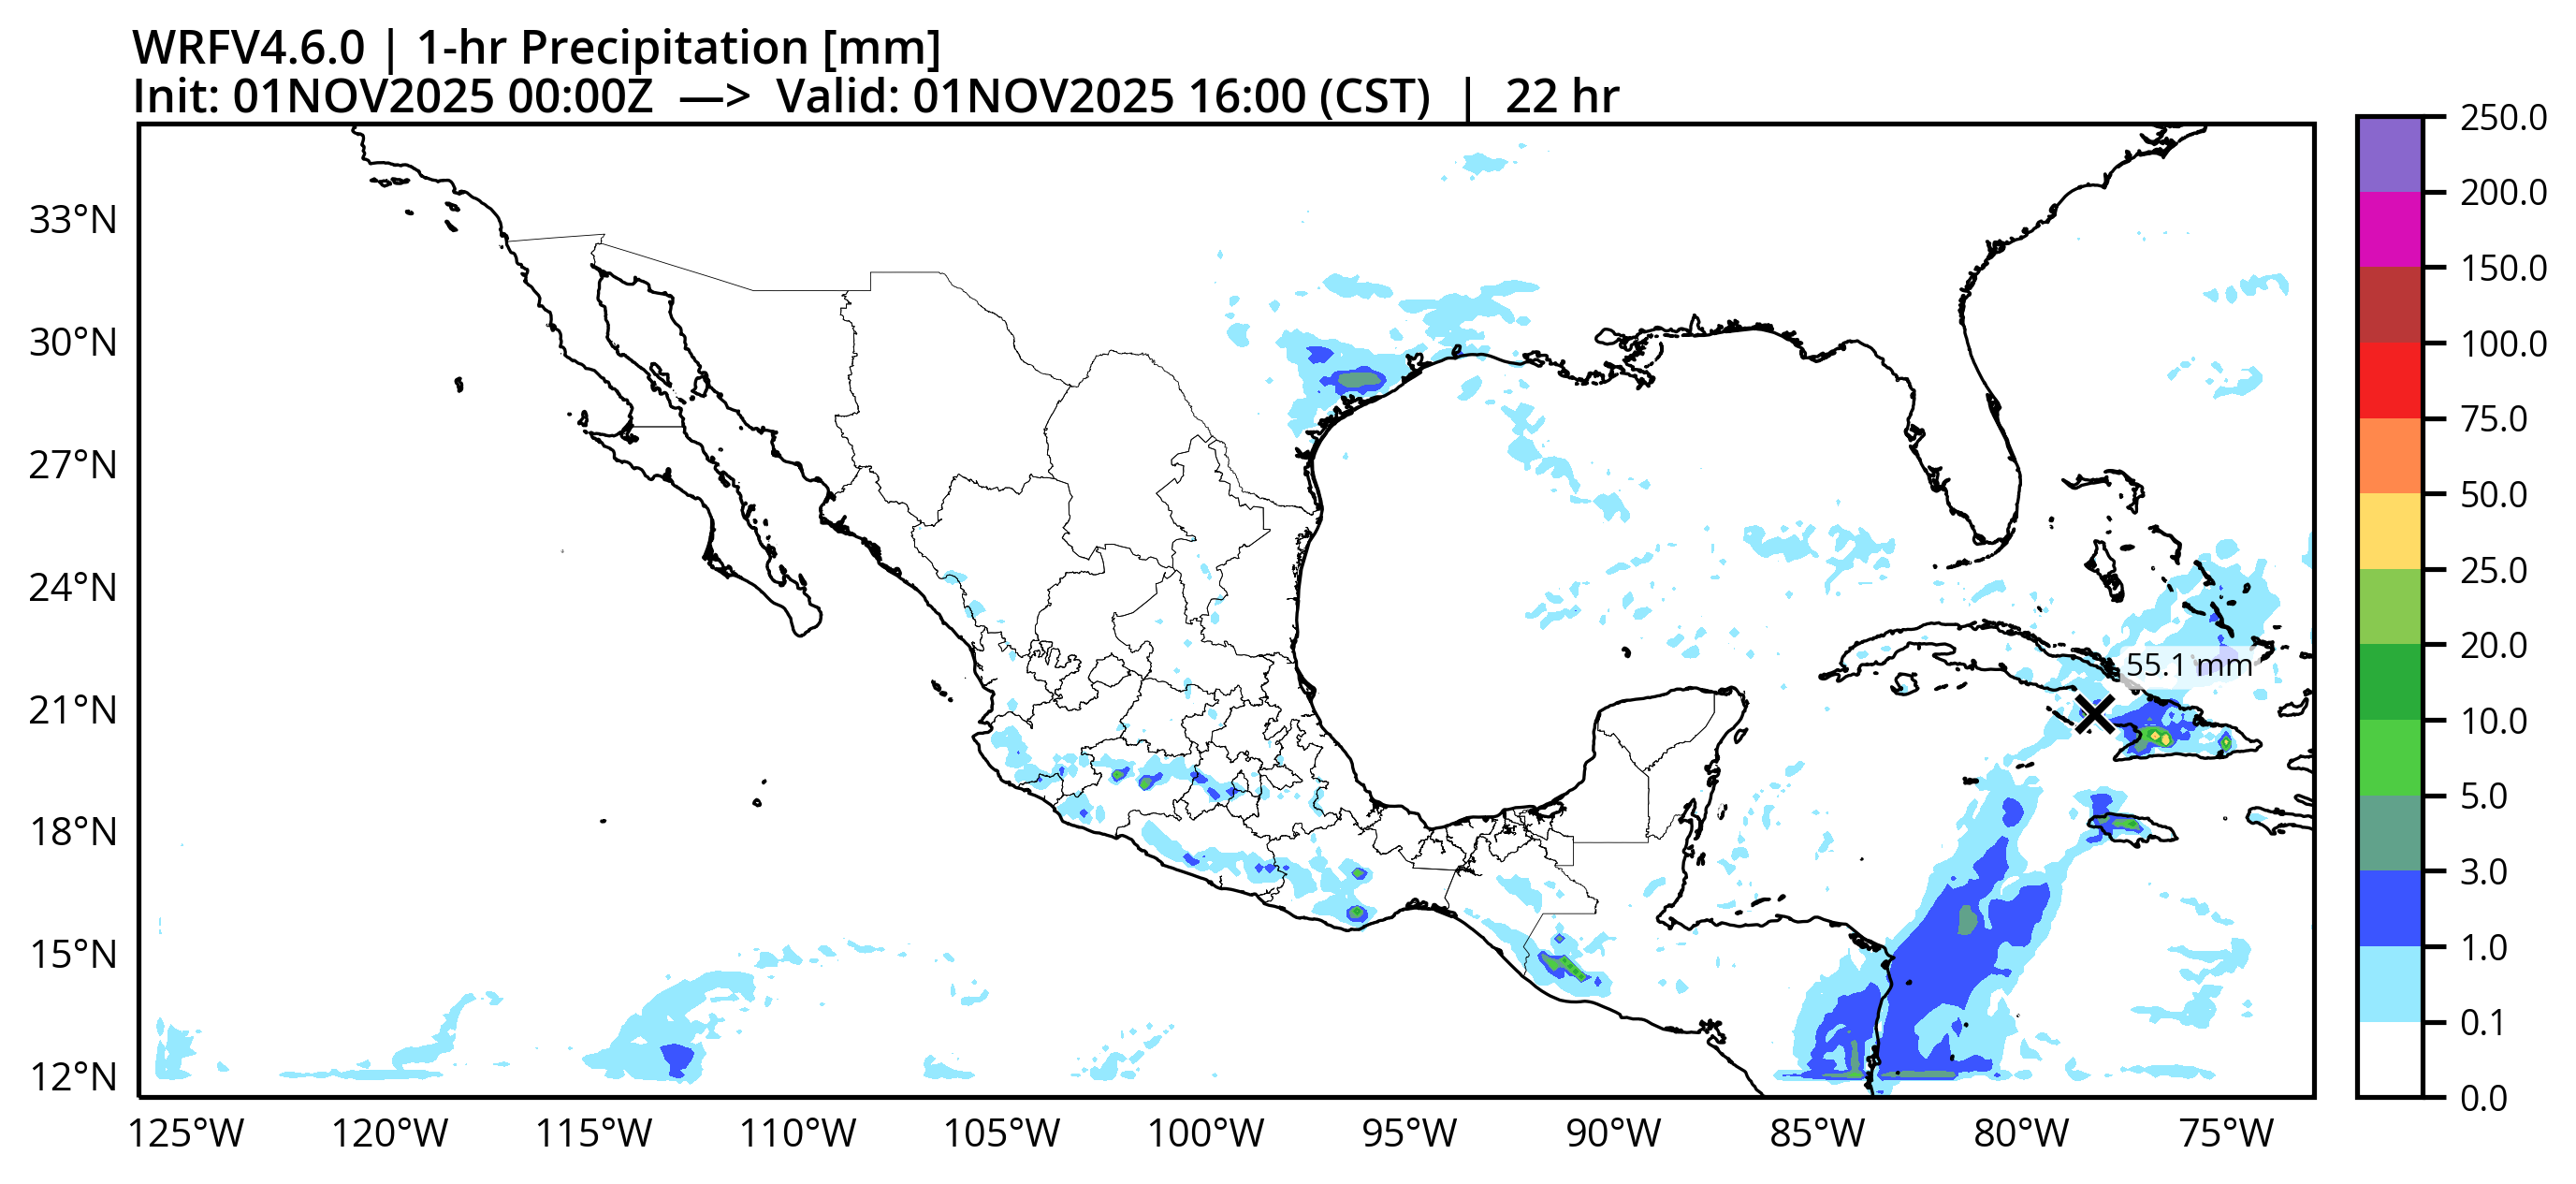 WRFV4.6.0 | 1-hr Precipitation [mm]
Init: 01NOV2025 00:00Z —> Valid: 01NOV2025 16:00 (CST) | 22 hr
250.0
200.0
150.0
100.0
75.0
50.0
25.0
20.0
10.0
5.0
3.0
1.0
0.1
0.0
33°N
30°N
27°N
24°N
21°N
18°N
15°N
12°N
55.1 mm
125°W 120°W 115°W 110°W 105°W 100°W 95°W 90°W 85°W 80°W 75°W